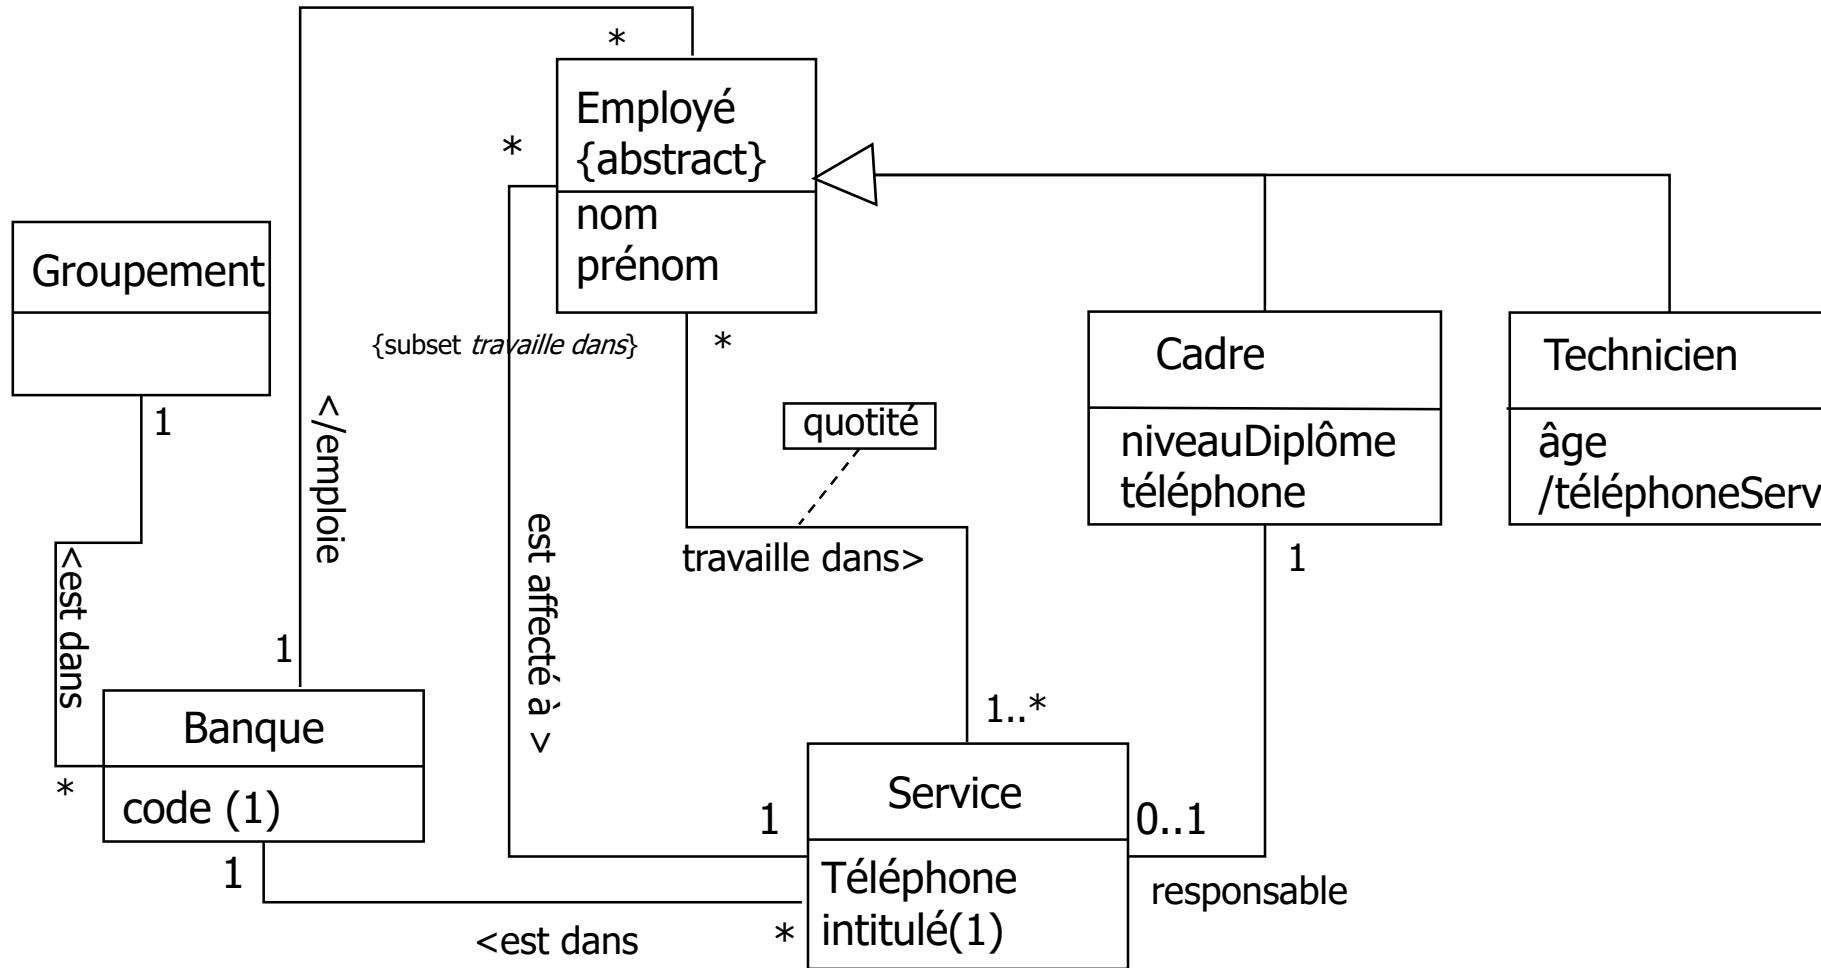 *
Employé
{abstract}
nom
prénom
*
Groupement
{subset travaille dans}
*
Cadre
niveauDiplôme
téléphone
Technicien
âge
/téléphoneServ
1
</emploie
quotité
<est dans
est affecté à >
travaille dans>
1
1
1..*
Banque
code (1)
*
Service
Téléphone
intitulé(1)
1
0..1
1
responsable
<est dans
*